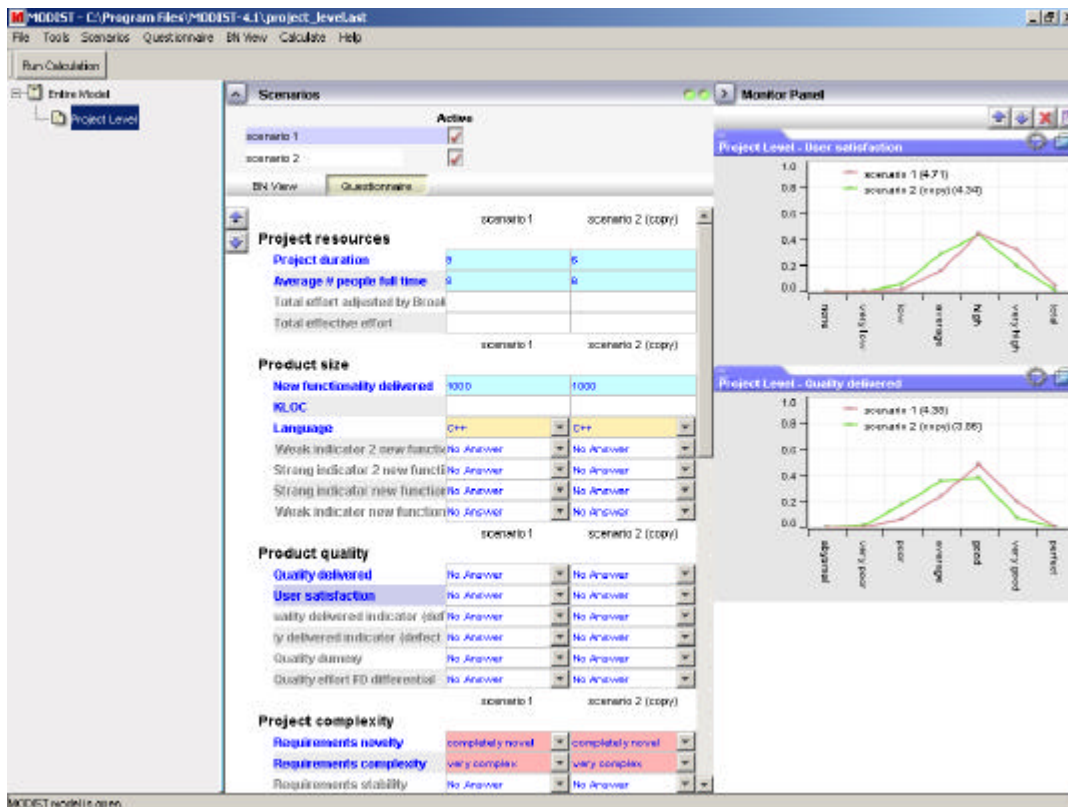 MODIST - C:\Program Files\MODIST-4.1\project_level.ast
File Tools Scenarios Questionnaire BN View Calculate Help
Run Calculation
Entire Model
Project Level
Scenarios
Active
scenario 1
scenario 2
BN View Questionnaire
scenario 1 scenario 2 (copy)
Project resources
Project duration 6
Average # people full time 8
Total effort adjusted by Brook
Total effective effort
scenario 1 scenario 2 (copy)
Product size
New functionality delivered 1000 1000
KLOC
Language C++ C++
Weak indicator 2 new functi No Answer No Answer
Strong indicator 2 new functi No Answer No Answer
Strong indicator new function No Answer No Answer
Weak indicator new function No Answer No Answer
scenario 1 scenario 2 (copy)
Product quality
Quality delivered No Answer No Answer
User satisfaction No Answer No Answer
uality delivered indicator (def No Answer No Answer
ty delivered indicator (defect No Answer No Answer
Quality dummy No Answer No Answer
Quality effort FD differential No Answer No Answer
scenario 1 scenario 2 (copy)
Project complexity
Requirements novelty completely novel completely novel
Requirements complexity very complex very complex
Requirements stability No Answer No Answer
Monitor Panel
Project Level - User satisfaction
scenario 1 (4.71)
scenario 2 (copy) (4.34)
1.0
0.8
0.6
0.4
0.2
0.0
none
very low
low
average
high
very high
total
Project Level - Quality delivered
scenario 1 (4.38)
scenario 2 (copy) (3.86)
1.0
0.8
0.6
0.4
0.2
0.0
abysmal
very poor
poor
average
good
very good
perfect
MODIST model is open